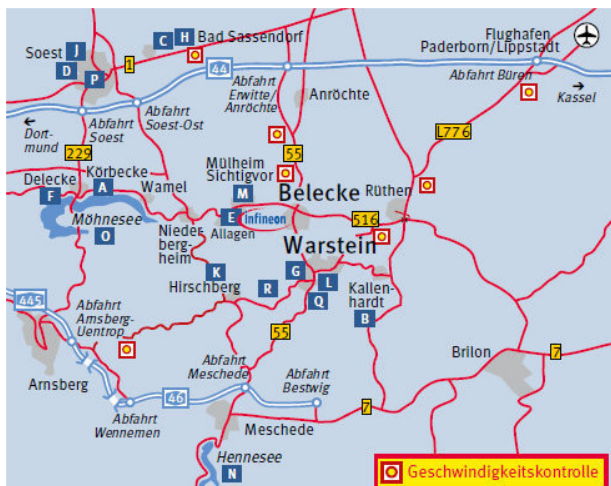 Flughafen
Paderborn/Lippstadt
J
C
H
Bad Sassendorf
Soest
D
P
1
44
Abfahrt Büren
Abfahrt
Erwitte/
Anröchte
Kassel
Anröchte
Abfahrt
Soest-Ost
Dort-
mund
Abfahrt
Soest
L776
229
55
Mülheim
Sichtigvor
Delecke
Körbecke
F
A
Wamel
M
Belecke
Rüthen
Möhnesee
O
E
infineon
516
Allagen
Nieder
bergheim
Warstein
K
G
L
Hirschberg
R
Q
Kallen-
hardt
B
445
Abfahrt
Arnsberg-
Uentrop
55
Abfahrt
Meschede
Abfahrt
Bestwig
Brilon
7
Arnsberg
46
Abfahrt
Wennemen
7
Meschede
Hennesee
N
Geschwindigkeitskontrolle